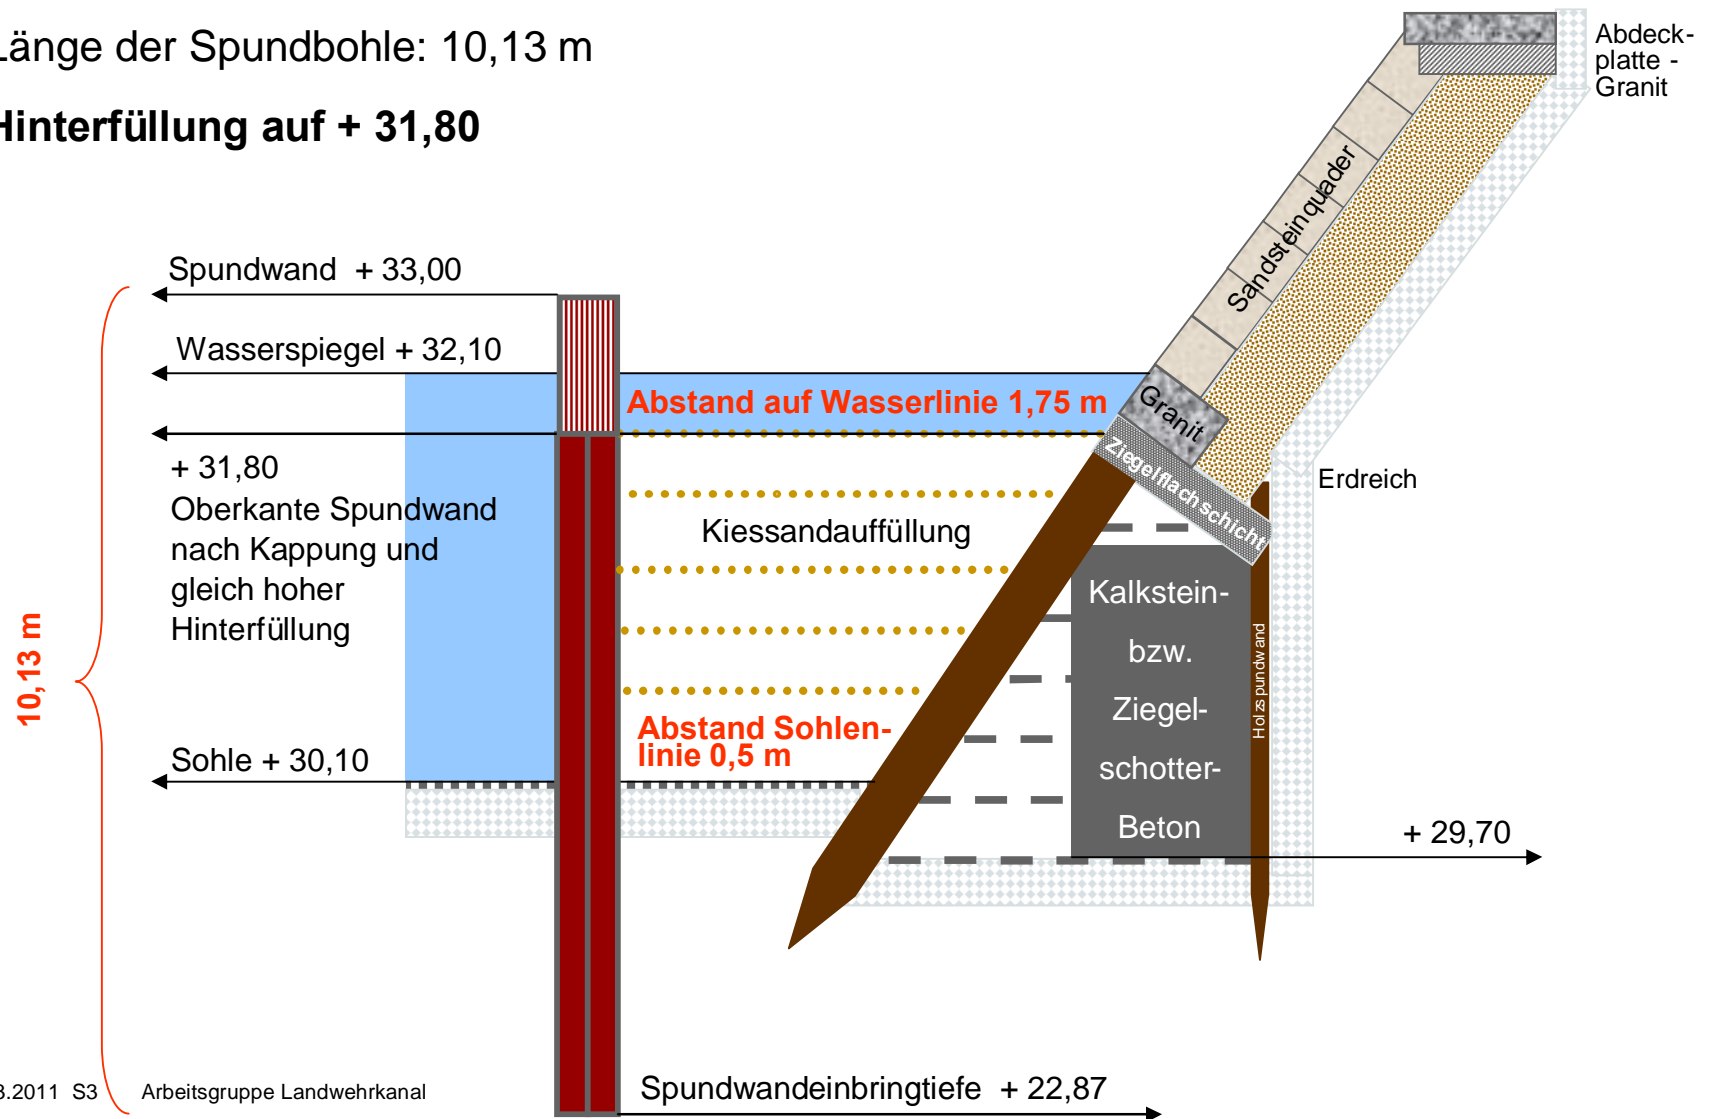 Länge der Spundbohle: 10,13 m
Hinterfüllung auf + 31,80
Abdeck-
platte -
Granit
Sandsteinquader
Spundwand + 33,00
Wasserspiegel + 32,10
Abstand auf Wasserlinie 1,75 m
Granit
Ziegelflachschicht
+ 31,80
Oberkante Spundwand
nach Kappung und
gleich hoher
Hinterfüllung
Kiessandauffüllung
Erdreich
Kalkstein-
bzw.
Ziegel-
schotter-
Beton
Holzspundwand
10,13 m
Abstand Sohlen-
linie 0,5 m
Sohle + 30,10
+ 29,70
3.2011 S3 Arbeitsgruppe Landwehrkanal
Spundwandeinbringtiefe + 22,87